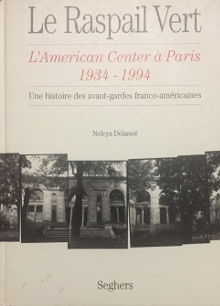 Le Raspail Vert
L'American Center à Paris
1934 - 1994
Une histoire des avant-gardes franco-américaines
Nelcya Delanoë
Seghers